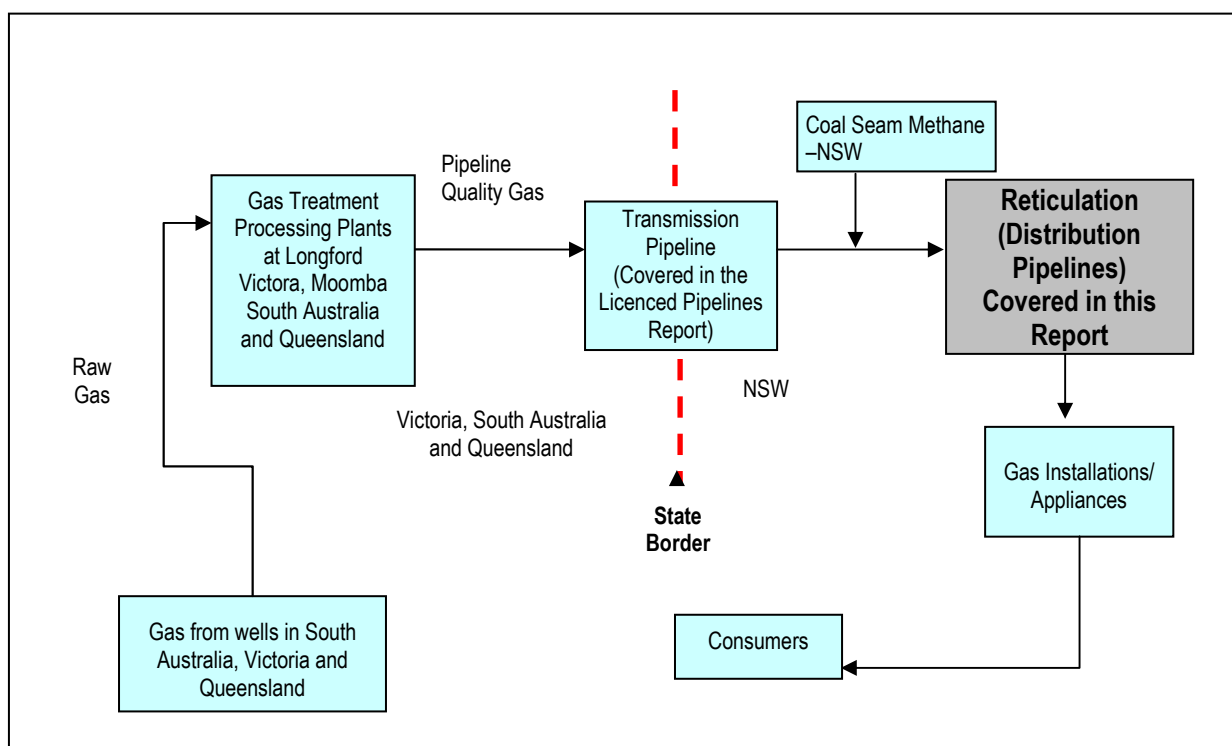 Coal Seam Methane
–NSW
Pipeline
Quality Gas
Gas Treatment
Processing Plants
at Longford
Victora, Moomba
South Australia
and Queensland
Transmission
Pipeline
(Covered in the
Licenced Pipelines
Report)
Reticulation
(Distribution
Pipelines)
Covered in this
Report
Raw
Gas
NSW
Victoria, South Australia
and Queensland
Gas Installations/
Appliances
State
Border
Gas from wells in South
Australia, Victoria and
Queensland
Consumers